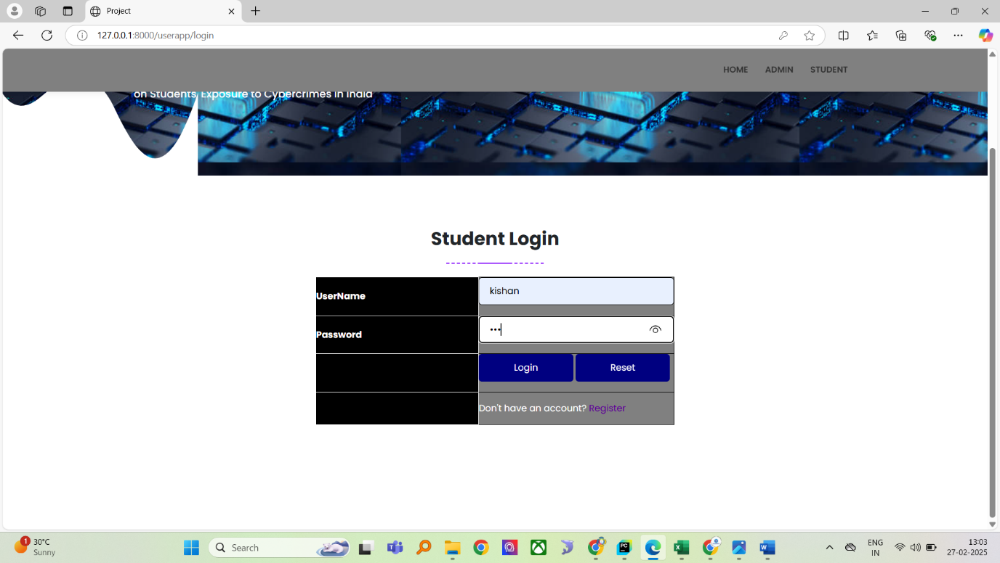 Project
127.0.0.1:8000/userapp/login
HOME ADMIN STUDENT
on Students Exposure to Cybercrimes in India
Student Login
UserName kishan
Password •••
Login Reset
Don't have an account? Register
1
30°C
Sunny
Search
PC
ENG
IN
13:03
27-02-2025